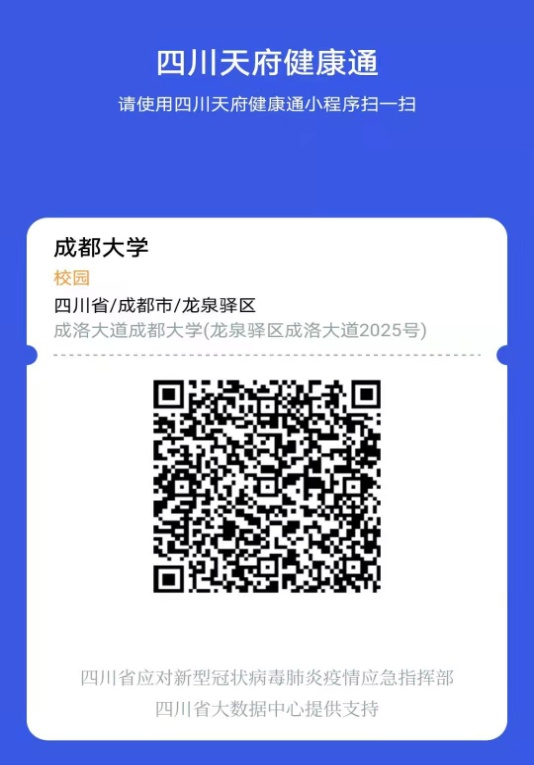 四川天府健康通
请使用四川天府健康通小程序扫一扫
成都大学
校园
四川省/成都市/龙泉驿区
成洛大道成都大学(龙泉驿区成洛大道2025号)
四川省应对新型冠状病毒肺炎疫情应急指挥部
四川省大数据中心提供支持